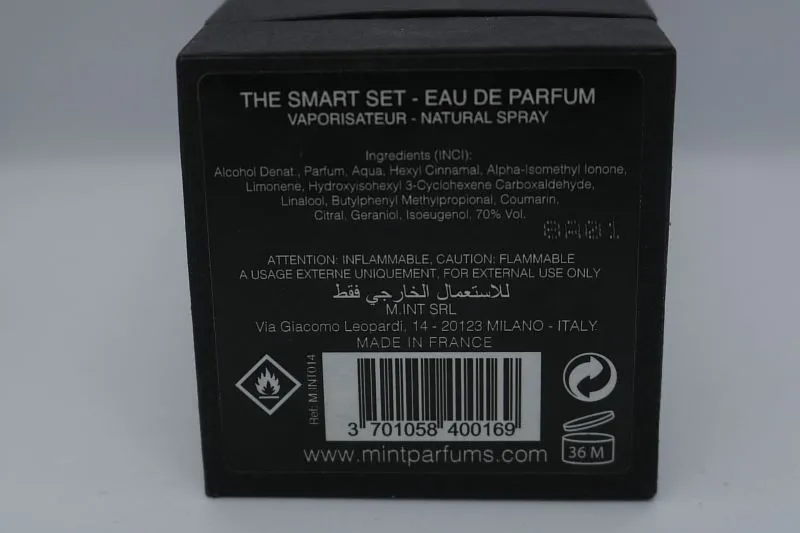 THE SMART SET - EAU DE PARFUM
VAPORISATEUR - NATURAL SPRAY
Ingredients (INCI):
Alcohol Denat., Parfum, Aqua, Hexyl Cinnamal, Alpha-Isomethyl Ionone,
Limonene, Hydroxyisohexyl 3-Cyclohexene Carboxaldehyde,
Linalool, Butylphenyl Methylpropional, Coumarin,
Citral, Geraniol, Isoeugenol, 70% Vol.
8A01
ATTENTION: INFLAMMABLE, CAUTION: FLAMMABLE
A USAGE EXTERNE UNIQUEMENT, FOR EXTERNAL USE ONLY
للاستعمال الخارجي فقط
M.INT SRL
Via Giacomo Leopardi, 14 - 20123 MILANO - ITALY
MADE IN FRANCE
Ref: M.INT014
3 701058 400169
36 M
www.mintparfums.com